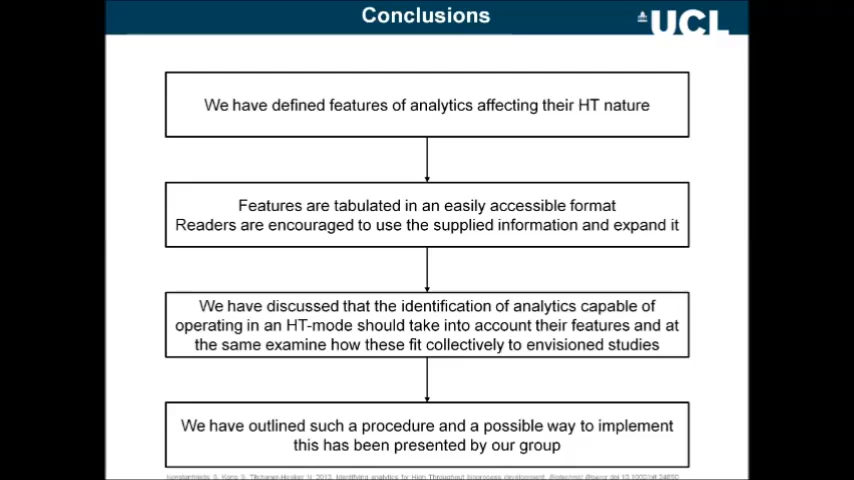 Conclusions
UCL
We have defined features of analytics affecting their HT nature
Features are tabulated in an easily accessible format
Readers are encouraged to use the supplied information and expand it
We have discussed that the identification of analytics capable of
operating in an HT-mode should take into account their features and at
the same examine how these fit collectively to envisioned studies
We have outlined such a procedure and a possible way to implement
this has been presented by our group